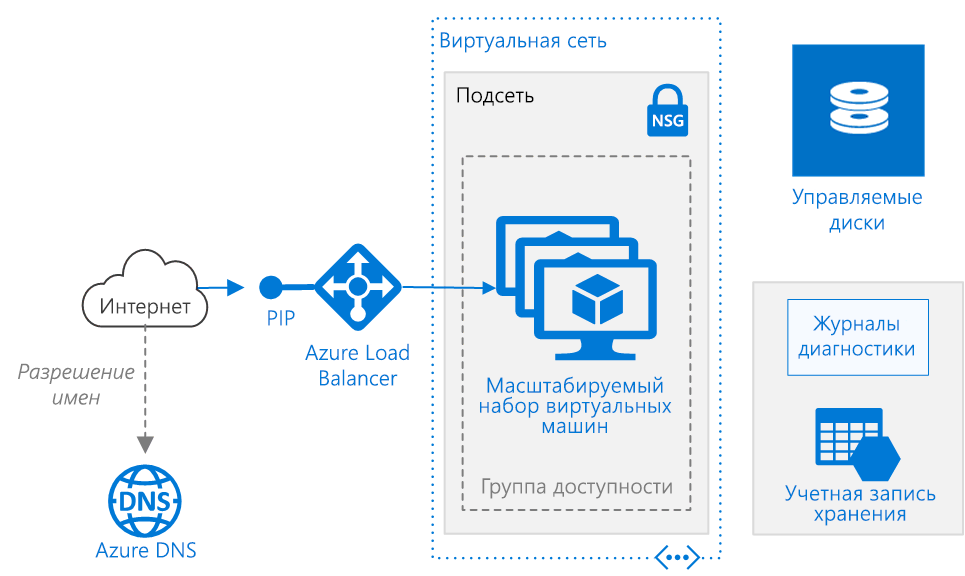 Виртуальная сеть
Подсеть
NSG
Управляемые
диски
Интернет
PIP
Azure Load
Balancer
Журналы
диагностики
Разрешение
имен
Масштабируемый
набор виртуальных
машин
Группа доступности
DNS
Azure DNS
Учетная запись
хранения